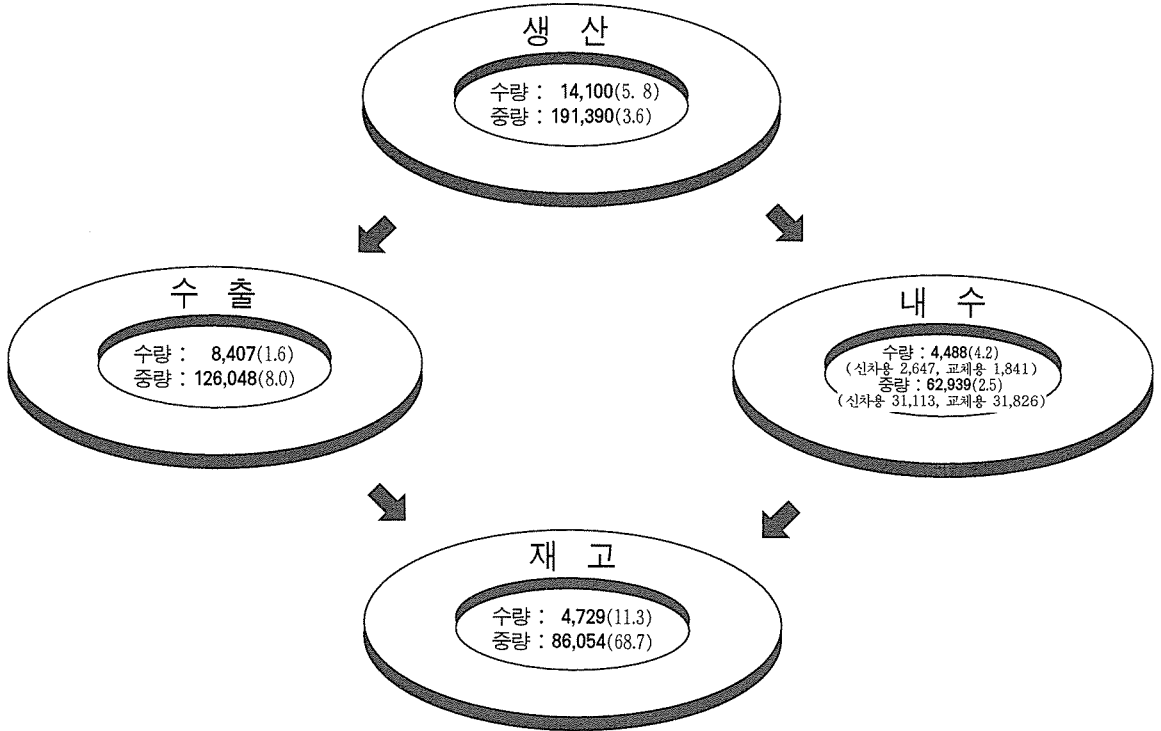 생 산
수량 : 14,100(5. 8)
중량 : 191,390(3.6)
수 출
수량 : 8,407(1.6)
중량 : 126,048(8.0)
내 수
수량 : 4,488(4.2)
(신차용 2,647, 교체용 1,841)
중량 : 62,939(2.5)
(신차용 31,113, 교체용 31,826)
재 고
수량 : 4,729(11.3)
중량 : 86,054(68.7)